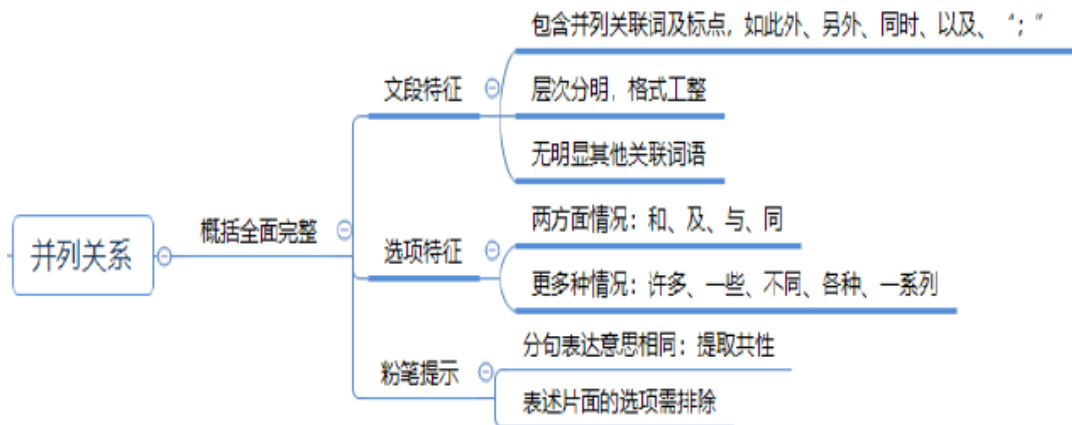 包含并列关联词及标点，如此外、另外、同时、以及、“；”
文段特征
层次分明，格式工整
无明显其他关联词语
并列关系
概括全面完整
两方面情况：和、及、与、同
选项特征
更多种情况：许多、一些、不同、各种、一系列
分句表达意思相同：提取共性
粉笔提示
表述片面的选项需排除